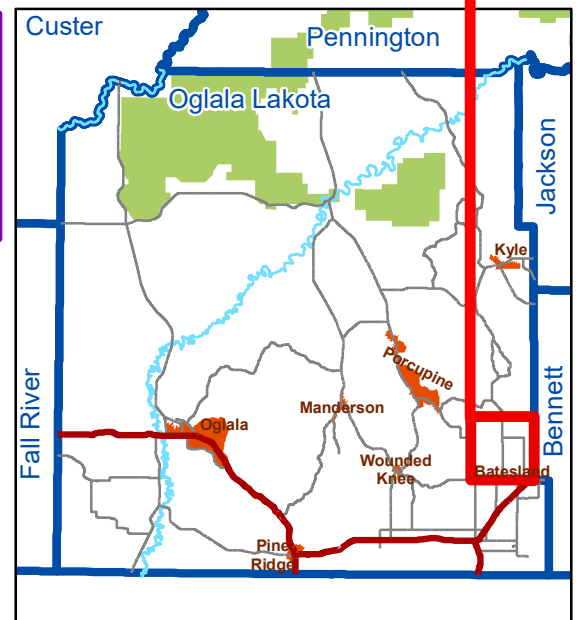 Custer
Pennington
Oglala Lakota
Jackson
Kyle
Porcupine
Manderson
Oglala
Fall River
Bennett
Wounded
Knee
Batesland
Pine
Ridge